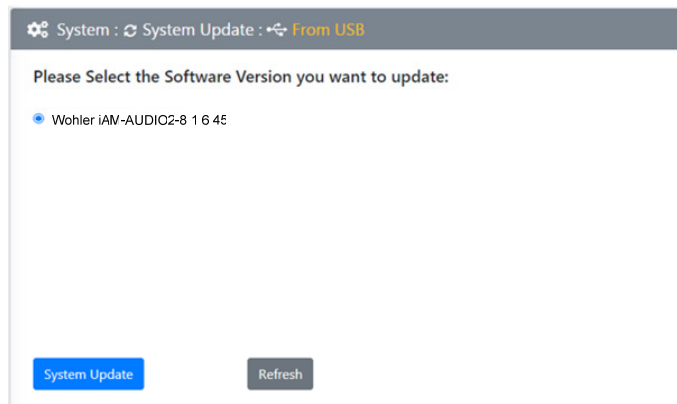 System : System Update : From USB
Please Select the Software Version you want to update:
Wohler iAM-AUDIO2-8 1 6 45
System Update
Refresh